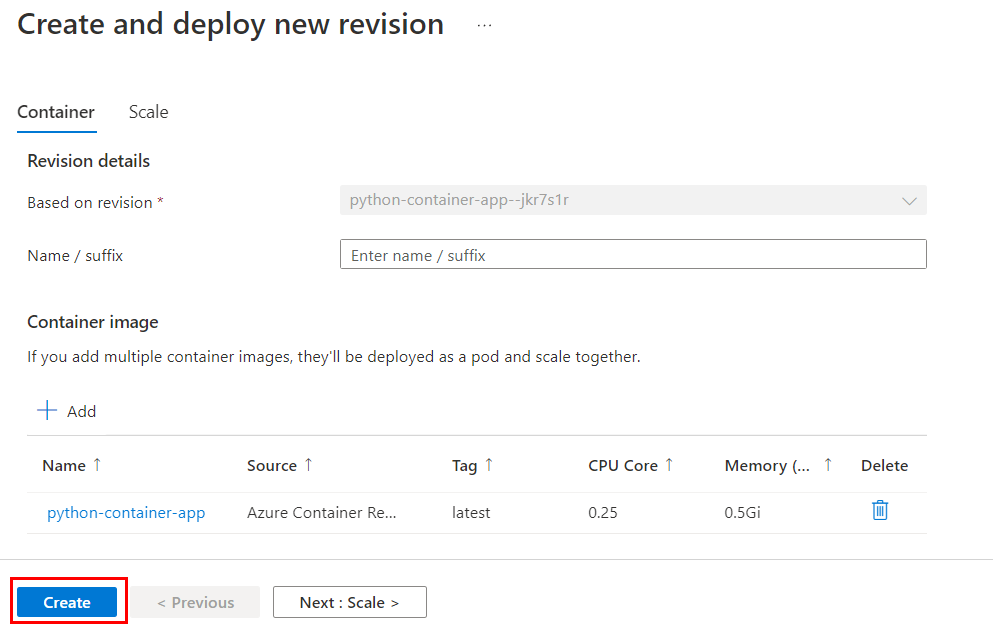 Create and deploy new revision ...
Container Scale
Revision details
Based on revision * python-container-app--jkr7s1r
Name / suffix Enter name / suffix
Container image
If you add multiple container images, they'll be deployed as a pod and scale together.
+ Add
Name ↑ Source ↑ Tag ↑ CPU Core ↑ Memory (... ↑ Delete
python-container-app Azure Container Re... latest 0.25 0.5Gi
Create < Previous Next : Scale >